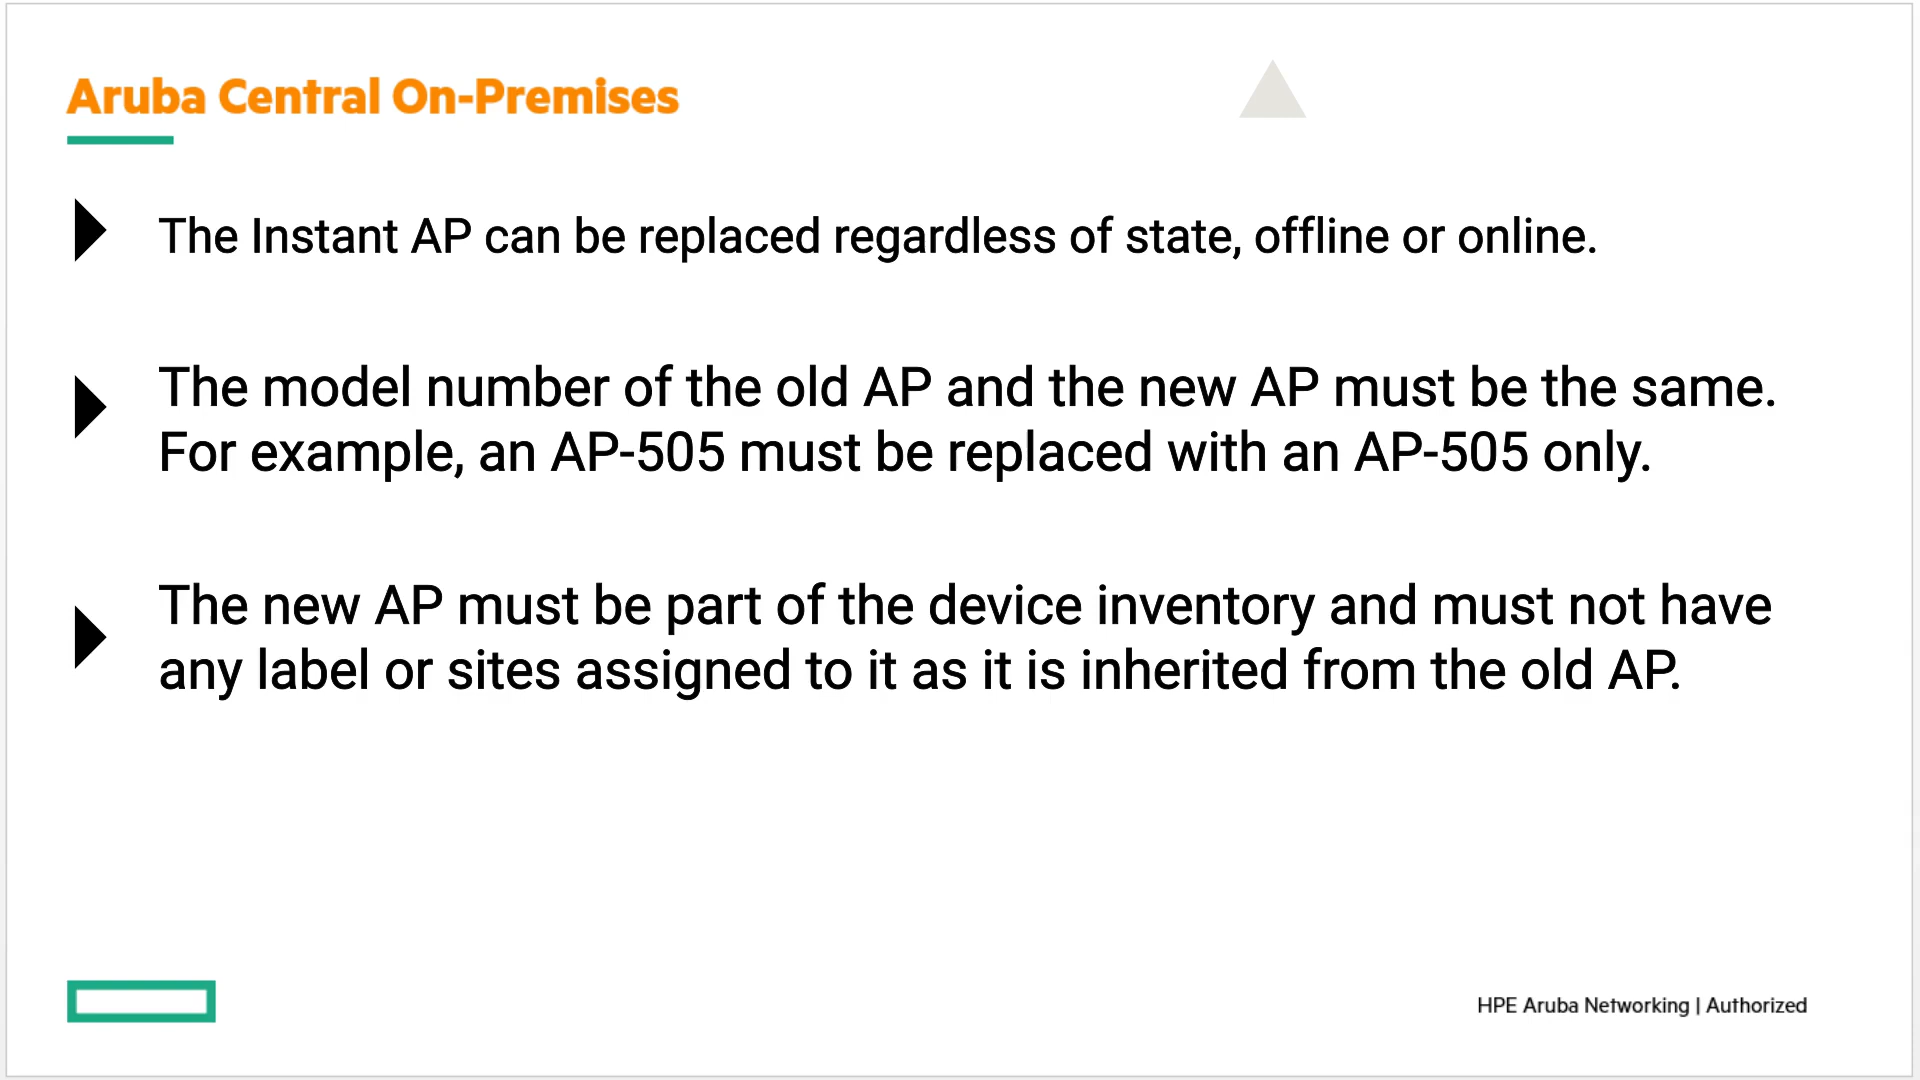 Aruba Central On-Premises
The Instant AP can be replaced regardless of state, offline or online.
The model number of the old AP and the new AP must be the same.
For example, an AP-505 must be replaced with an AP-505 only.
The new AP must be part of the device inventory and must not have
any label or sites assigned to it as it is inherited from the old AP.
HPE Aruba Networking | Authorized